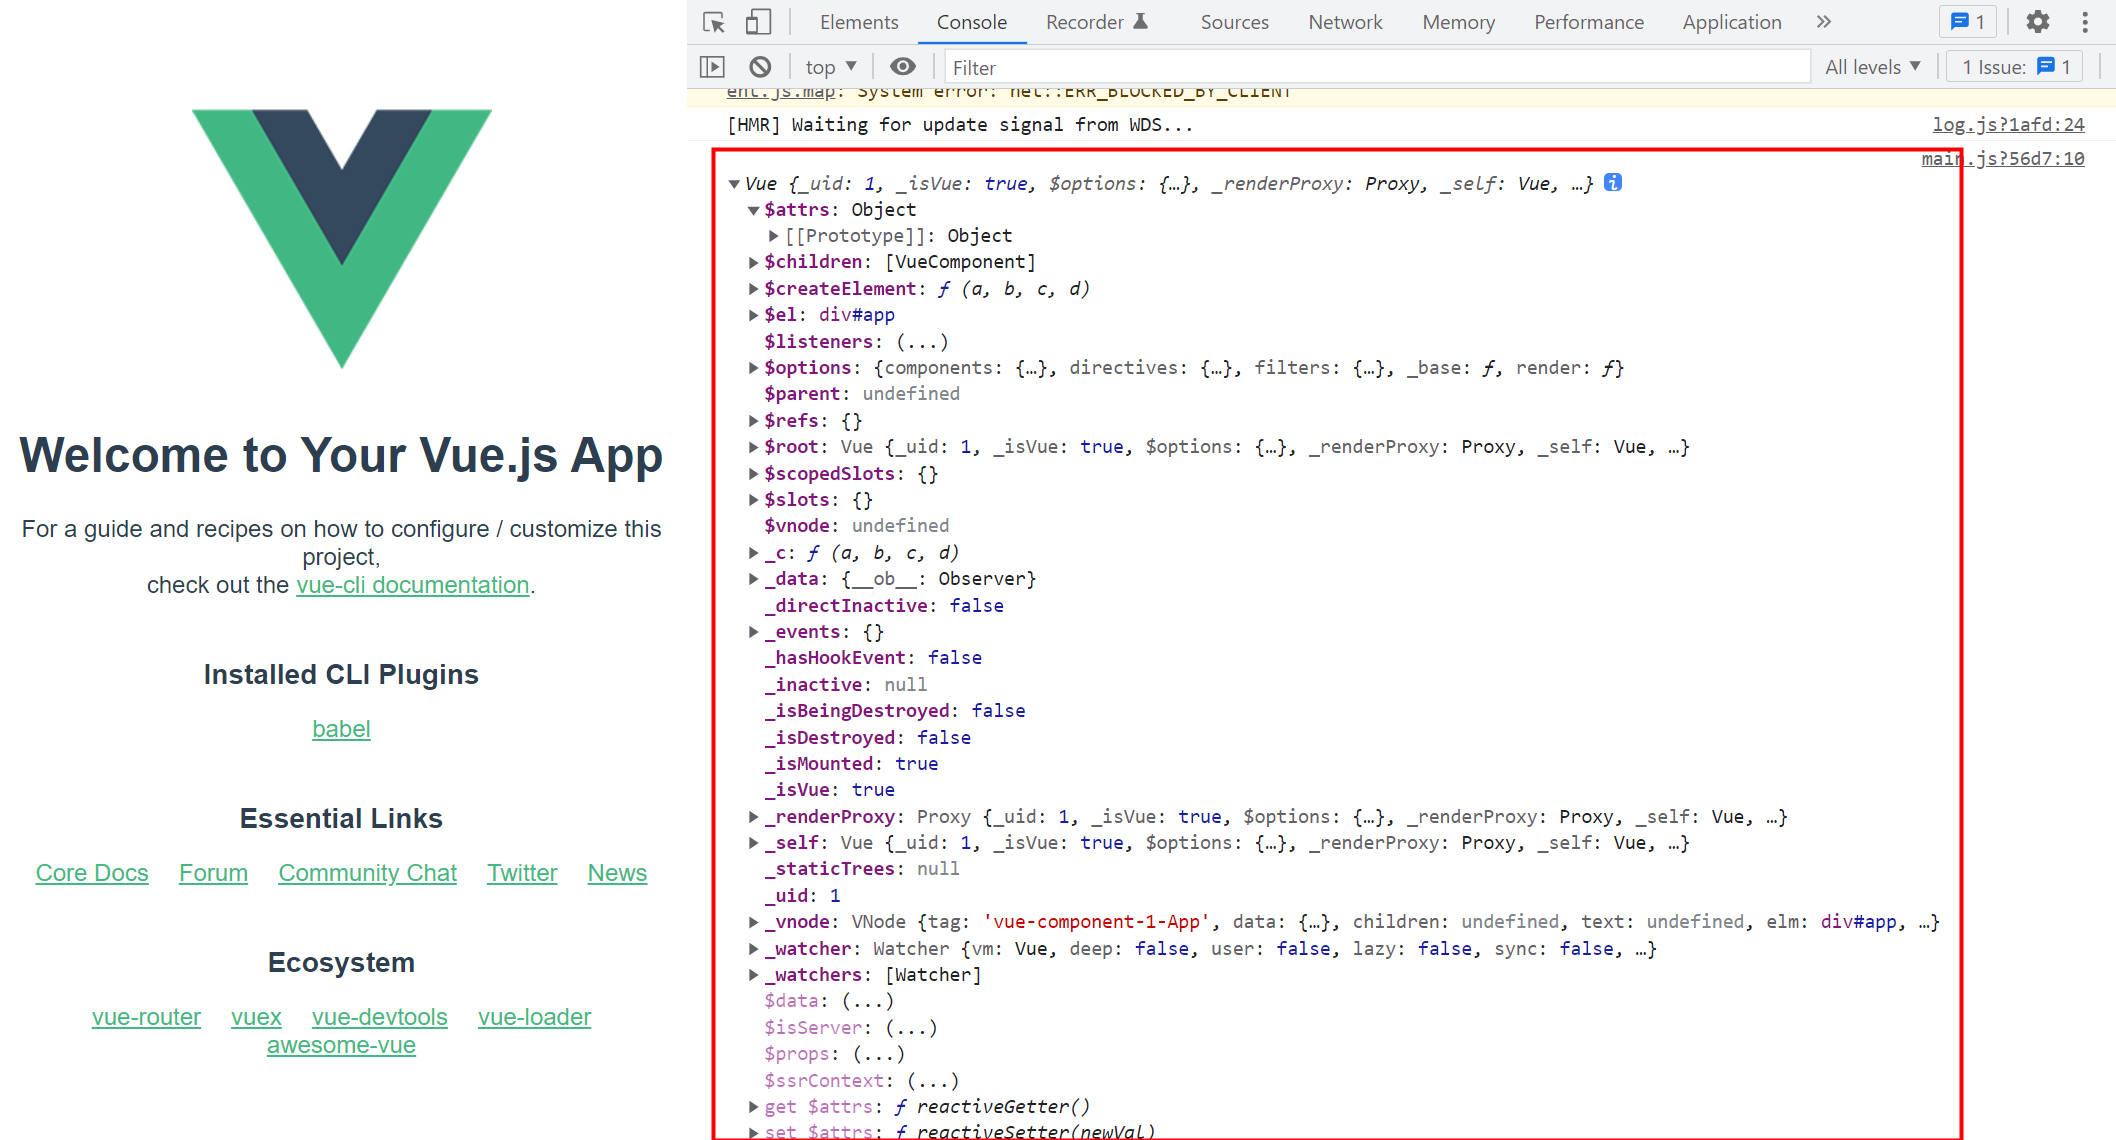 Welcome to Your Vue.js App
For a guide and recipes on how to configure / customize this
project,
check out the vue-cli documentation.
Installed CLI Plugins
babel
Essential Links
Core Docs Forum Community Chat Twitter News
Ecosystem
vue-router vuex vue-devtools vue-loader
awesome-vue
Elements Console Recorder Sources Network Memory Performance Application 1
top Filter All levels 1 Issue: 1
ent.js.map: System error: net::ERR_BLOCKED_BY_CLIENT
[HMR] Waiting for update signal from WDS... log.js?1afd:24
main.js?56d7:10
Vue {_uid: 1, _isVue: true, $options: {…}, _renderProxy: Proxy, _self: Vue, …}
$attrs: Object
[[Prototype]]: Object
$children: [VueComponent]
$createElement: ƒ (a, b, c, d)
$el: div#app
$listeners: (...)
$options: {components: {…}, directives: {…}, filters: {…}, _base: ƒ, render: ƒ}
$parent: undefined
$refs: {}
$root: Vue {_uid: 1, _isVue: true, $options: {…}, _renderProxy: Proxy, _self: Vue, …}
$scopedSlots: {}
$slots: {}
$vnode: undefined
_c: ƒ (a, b, c, d)
_data: {__ob__: Observer}
_directInactive: false
_events: {}
_hasHookEvent: false
_inactive: null
_isBeingDestroyed: false
_isDestroyed: false
_isMounted: true
_isVue: true
_renderProxy: Proxy {_uid: 1, _isVue: true, $options: {…}, _renderProxy: Proxy, _self: Vue, …}
_self: Vue {_uid: 1, _isVue: true, $options: {…}, _renderProxy: Proxy, _self: Vue, …}
_staticTrees: null
_uid: 1
_vnode: VNode {tag: 'vue-component-1-App', data: {…}, children: undefined, text: undefined, elm: div#app, …}
_watcher: Watcher {vm: Vue, deep: false, user: false, lazy: false, sync: false, …}
_watchers: [Watcher]
$data: (...)
$isServer: (...)
$props: (...)
$ssrContext: (...)
get $attrs: ƒ reactiveGetter()
set $attrs: ƒ reactiveSetter(newVal)